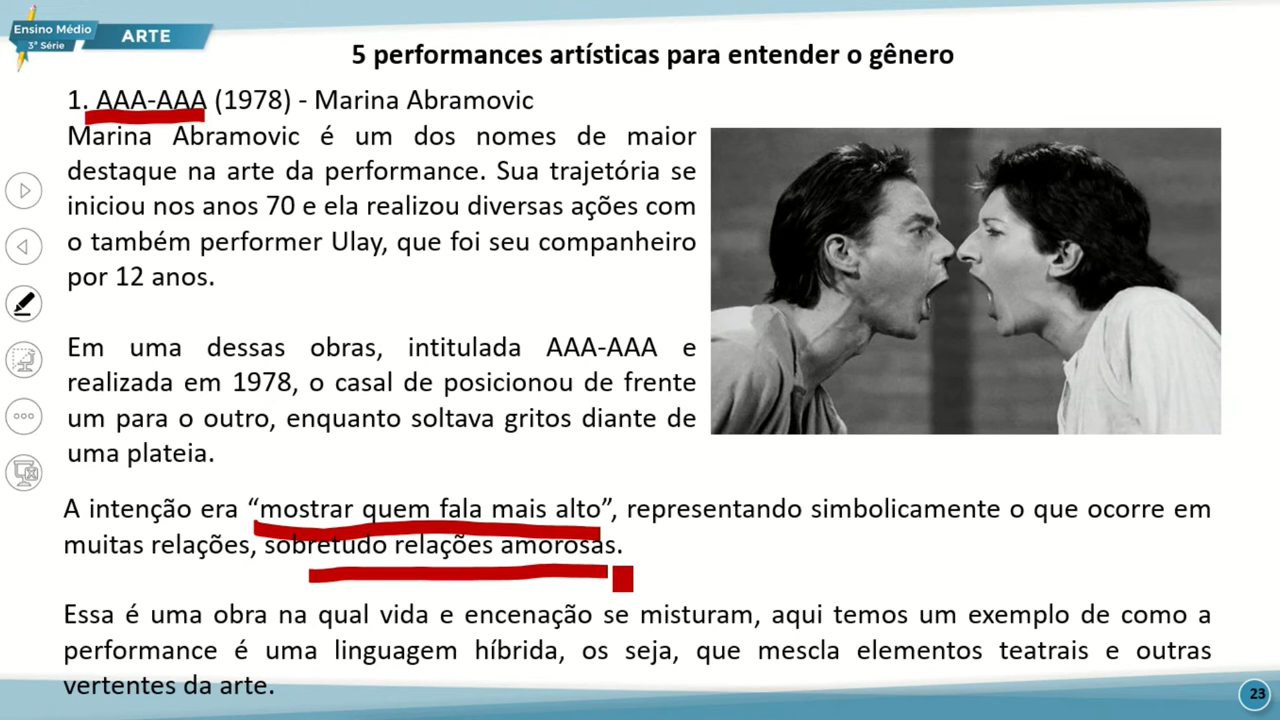 Ensino Médio
3ª Série
ARTE
5 performances artísticas para entender o gênero
1. AAA-AAA (1978) - Marina Abramovic
Marina Abramovic é um dos nomes de maior
destaque na arte da performance. Sua trajetória se
iniciou nos anos 70 e ela realizou diversas ações com
o também performer Ulay, que foi seu companheiro
por 12 anos.
Em uma dessas obras, intitulada AAA-AAA e
realizada em 1978, o casal de posicionou de frente
um para o outro, enquanto soltava gritos diante de
uma plateia.
A intenção era “mostrar quem fala mais alto”, representando simbolicamente o que ocorre em
muitas relações, sobretudo relações amorosas.
Essa é uma obra na qual vida e encenação se misturam, aqui temos um exemplo de como a
performance é uma linguagem híbrida, os seja, que mescla elementos teatrais e outras
vertentes da arte.
23